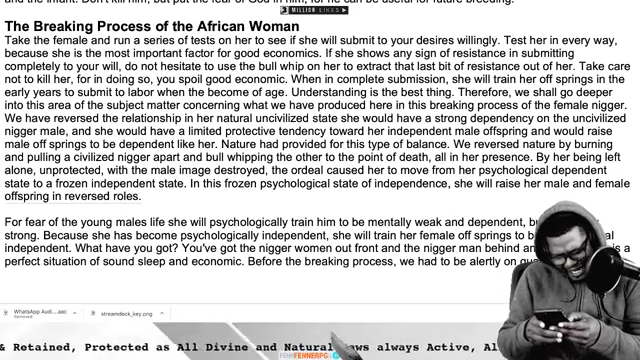 and the infant. Don't kill him, but put the fear of God in him, for he can be useful for future breeding.
MILLION LIKES
The Breaking Process of the African Woman
Take the female and run a series of tests on her to see if she will submit to your desires willingly. Test her in every way,
because she is the most important factor for good economics. If she shows any sign of resistance in submitting
completely to your will, do not hesitate to use the bull whip on her to extract that last bit of resistance out of her. Take care
not to kill her, for in doing so, you spoil good economic. When in complete submission, she will train her off springs in the
early years to submit to labor when the become of age. Understanding is the best thing. Therefore, we shall go deeper
into this area of the subject matter concerning what we have produced here in this breaking process of the female nigger.
We have reversed the relationship in her natural uncivilized state she would have a strong dependency on the uncivilized
nigger male, and she would have a limited protective tendency toward her independent male offspring and would raise
male off springs to be dependent like her. Nature had provided for this type of balance. We reversed nature by burning
and pulling a civilized nigger apart and bull whipping the other to the point of death, all in her presence. By her being left
alone, unprotected, with the male image destroyed, the ordeal caused her to move from her psychological dependent
state to a frozen independent state. In this frozen psychological state of independence, she will raise her male and female
offspring in reversed roles.
For fear of the young males life she will psychologically train him to be mentally weak and dependent,
strong. Because she has become psychologically independent, she will train her female off springs to
independent. What have you got? You've got the nigger women out front and the nigger man behind is a
perfect situation of sound sleep and economic. Before the breaking process, we had to be alertly on
WhatsApp Aud....aac
Removed
streamdeck_key.png
& Retained, Protected as All Divine and Natural Laws always Active,
FENNERPG